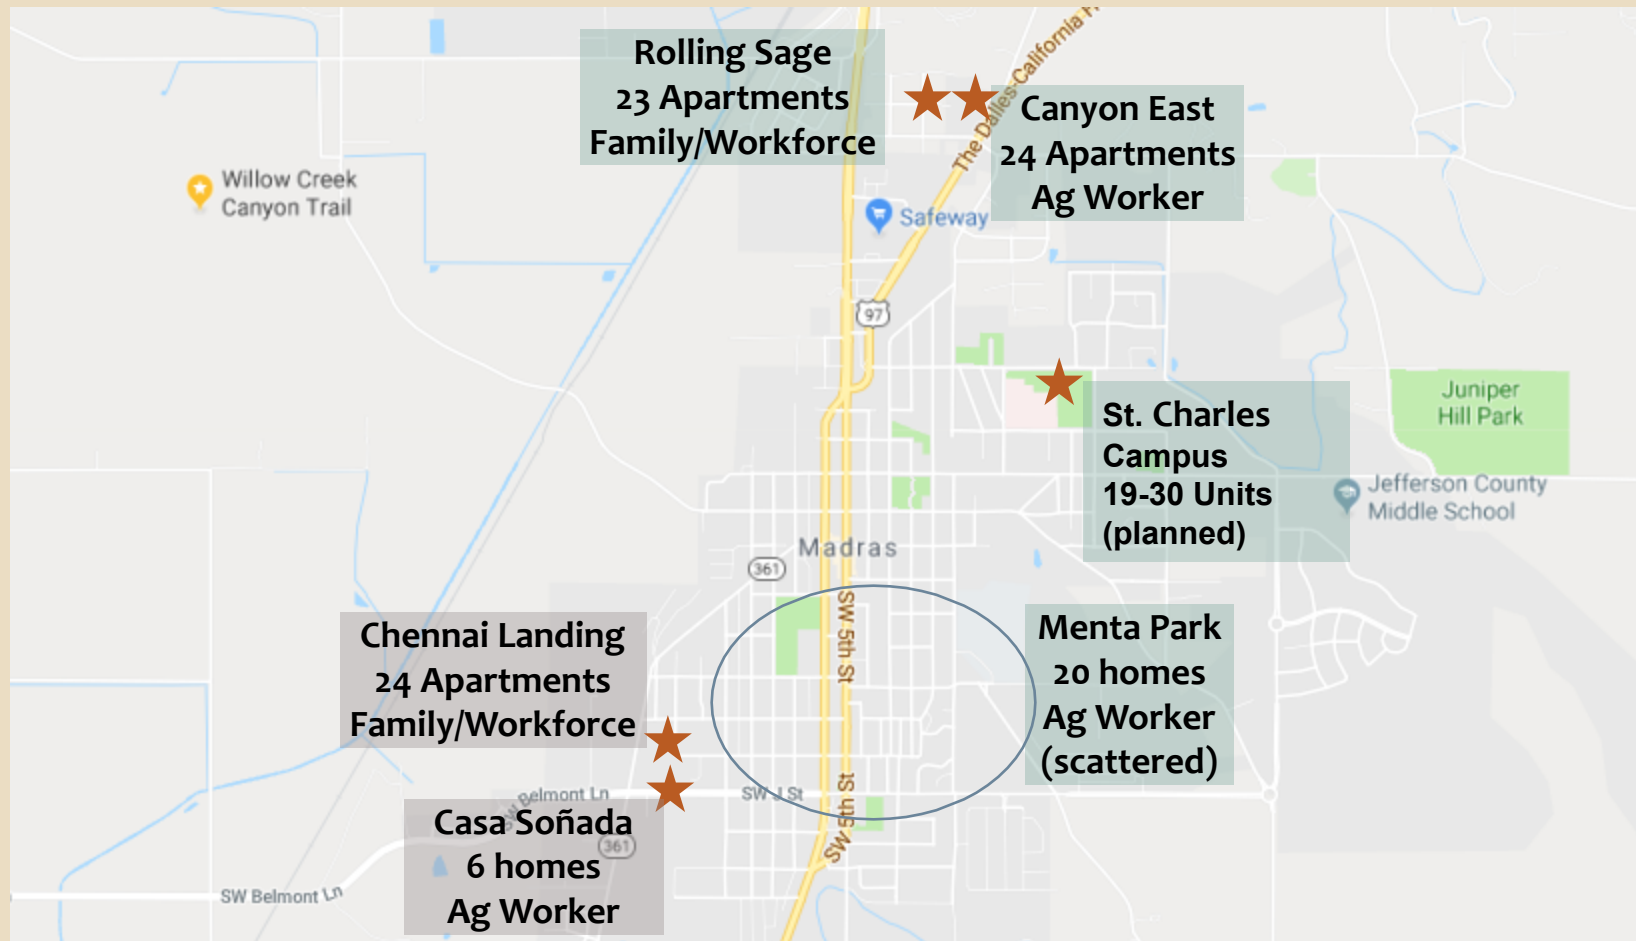 Rolling Sage
23 Apartments
Family/Workforce
The Dalles-California H
Canyon East
24 Apartments
Ag Worker
Willow Creek
Canyon Trail
Safeway
97
St. Charles
Campus
19-30 Units
(planned)
Juniper
Hill Park
Jefferson County
Middle School
Madras
361
SW 5th St
Chennai Landing
24 Apartments
Family/Workforce
Menta Park
20 homes
Ag Worker
(scattered)
SW Belmont Ln
SW J St
SW 5th St
Casa Soñada
6 homes
Ag Worker
361
SW Belmont Ln